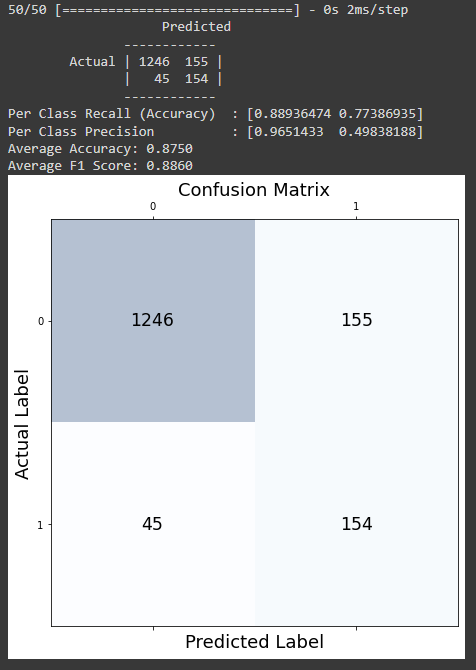 50/50 [==============================] - 0s 2ms/step
Predicted
------------
Actual | 1246 155 |
| 45 154 |
------------
Per Class Recall (Accuracy) : [0.88936474 0.77386935]
Per Class Precision : [0.9651433 0.49838188]
Average Accuracy: 0.8750
Average F1 Score: 0.8860
Confusion Matrix
0 1
0 1246 155
Actual Label
1 45 154
Predicted Label